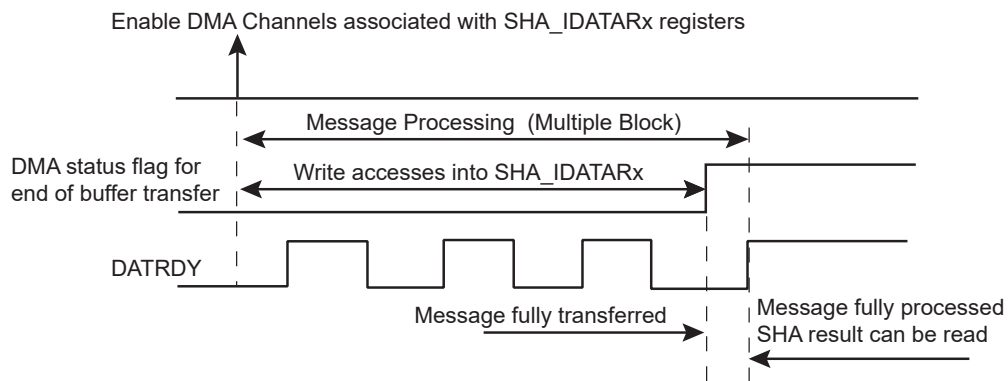 Enable DMA Channels associated with SHA_IDATARx registers
Message Processing (Multiple Block)
DMA status flag for
end of buffer transfer
Write accesses into SHA_IDATARx
DATRDY
Message fully transferred
Message fully processed
SHA result can be read